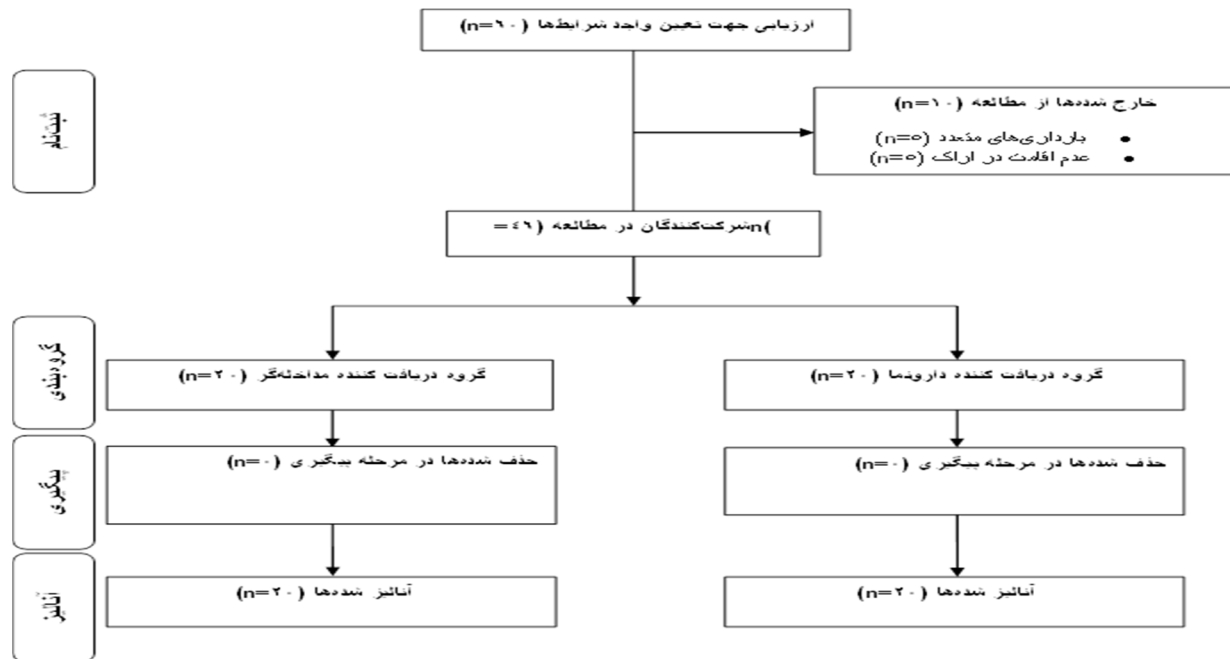 ارزیابی جهت تعیین واجد شرایط‌ها (n=۶۰)
ثبت‌نام
خارج شده‌ها از مطالعه (n=۱۰)
• بارداری‌های متعدد (n=۵)
• عدم اقامت در اراک (n=۵)
)nشرکت‌کنندگان در مطالعه (۴۹=
گروه‌بندی
گروه دریافت کننده دارونما (n=۲۰)
گروه دریافت کننده مداخله‌گر (n=۲۰)
پیگیری
حذف شده‌ها در مرحله پیگیری (n=۰)
حذف شده‌ها در مرحله پیگیری (n=۰)
آنالیز
آنالیز شده‌ها (n=۲۰)
آنالیز شده‌ها (n=۲۰)